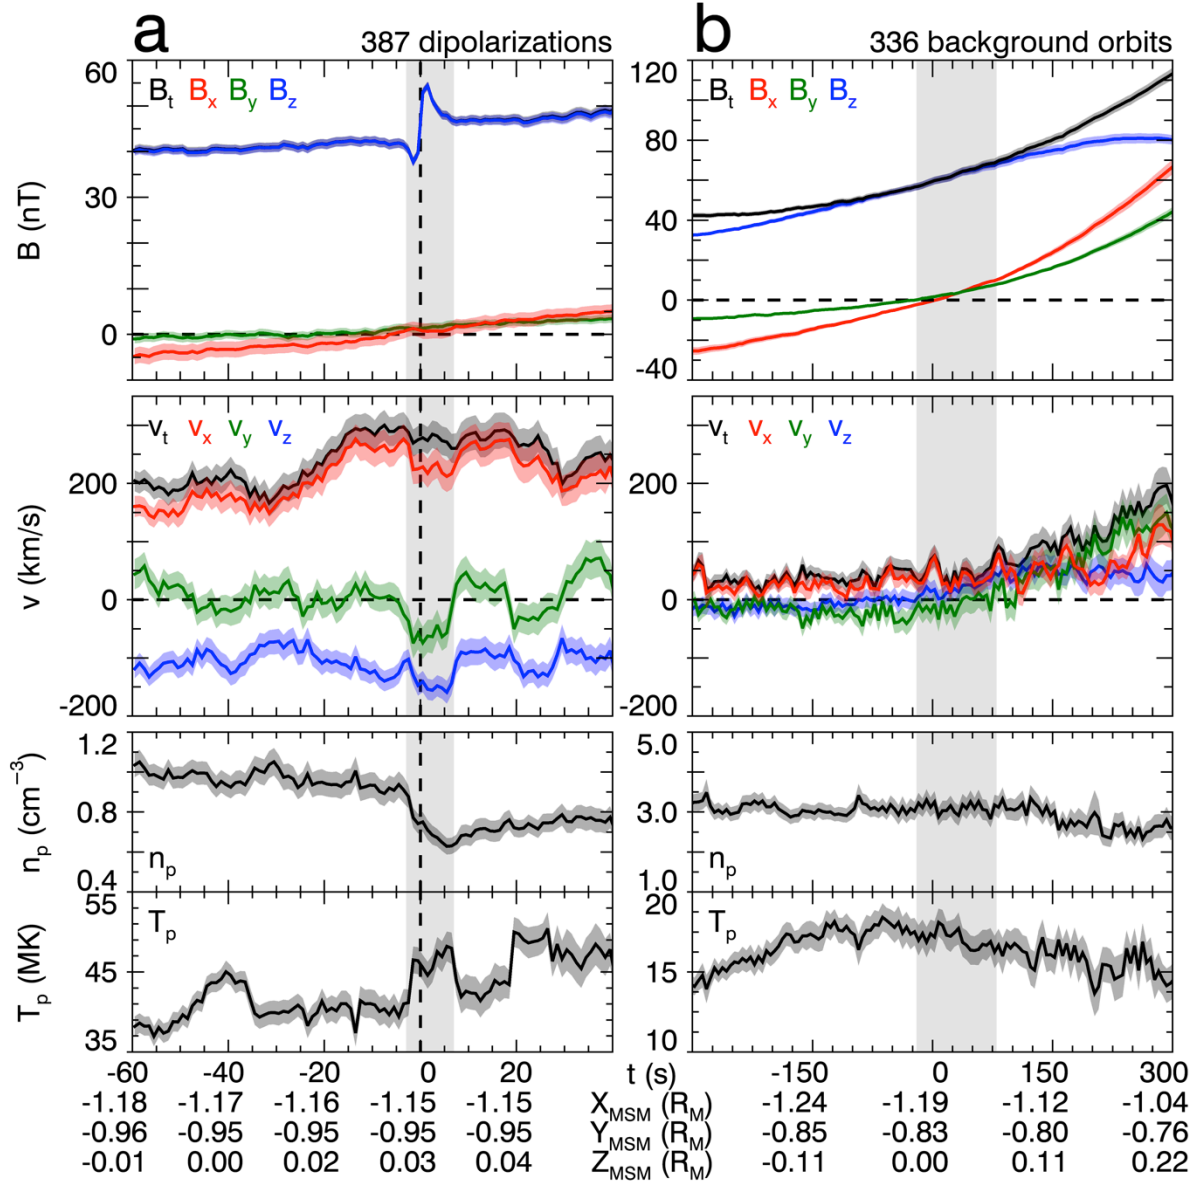 a
387 dipolarizations
b
336 background orbits
60
30
0
B (nT)
Bt Bx By Bz
120
80
40
0
-40
Bt Bx By Bz
200
0
-200
v (km/s)
vt vx vy vz
200
0
-200
vt vx vy vz
1.2
0.8
0.4
np (cm−3)
np
5.0
3.0
1.0
np
55
45
35
Tp (MK)
Tp
20
15
10
Tp
-60 -40 -20 0 20 t (s) -150 0 150 300
-1.18 -1.17 -1.16 -1.15 -1.15 XMSM (RM) -1.24 -1.19 -1.12 -1.04
-0.96 -0.95 -0.95 -0.95 -0.95 YMSM (RM) -0.85 -0.83 -0.80 -0.76
-0.01 0.00 0.02 0.03 0.04 ZMSM (RM) -0.11 0.00 0.11 0.22